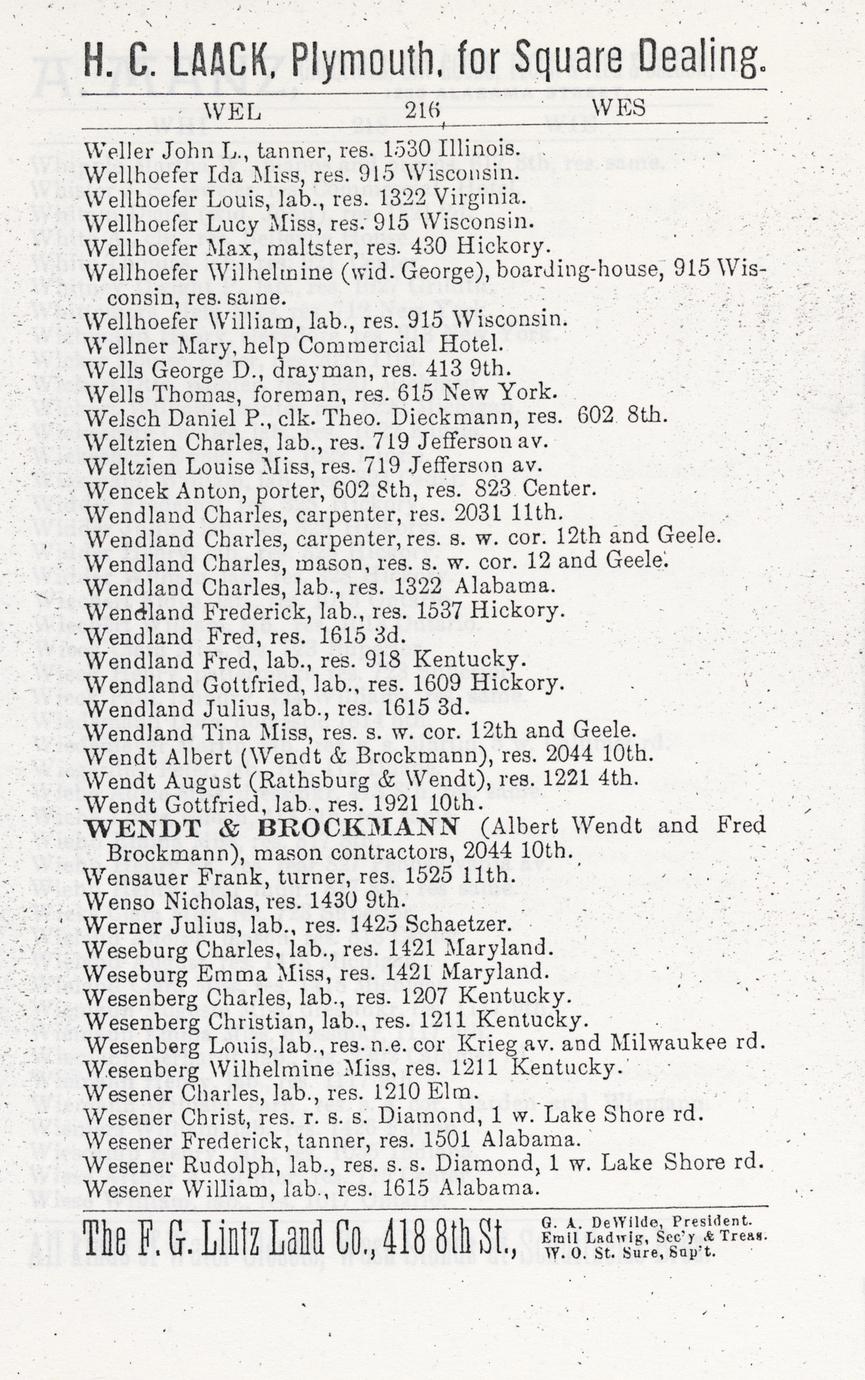 H. C. LAACK, Plymouth, for Square Dealing.
WEL 216 WES
Weller John L., tanner, res. 1530 Illinois.
Wellhoefer Ida Miss, res. 915 Wisconsin.
Wellhoefer Louis, lab., res. 1322 Virginia.
Wellhoefer Lucy Miss, res. 915 Wisconsin.
Wellhoefer Max, maltster, res. 430 Hickory.
Wellhoefer Wilhelmine (wid. George), boarding-house, 915 Wis-
consin, res. same.
Wellhoefer William, lab., res. 915 Wisconsin.
Wellner Mary, help Commercial Hotel.
Wells George D., drayman, res. 413 9th.
Wells Thomas, foreman, res. 615 New York.
Welsch Daniel P., clk. Theo. Dieckmann, res. 602 8th.
Weltzien Charles, lab., res. 719 Jefferson av.
Weltzien Louise Miss, res. 719 Jefferson av.
Wencek Anton, porter, 602 8th, res. 823 Center.
Wendland Charles, carpenter, res. 2031 11th.
Wendland Charles, carpenter, res. s. w. cor. 12th and Geele.
Wendland Charles, mason, res. s. w. cor. 12 and Geele.
Wendland Charles, lab., res. 1322 Alabama.
Wendland Frederick, lab., res. 1537 Hickory.
Wendland Fred, res. 1615 3d.
Wendland Fred, lab., res. 918 Kentucky.
Wendland Gottfried, lab., res. 1609 Hickory.
Wendland Julius, lab., res. 1615 3d.
Wendland Tina Miss, res. s. w. cor. 12th and Geele.
Wendt Albert (Wendt & Brockmann), res. 2044 10th.
Wendt August (Rathsburg & Wendt), res. 1221 4th.
Wendt Gottfried, lab., res. 1921 10th.
WENDT & BROCKMANN (Albert Wendt and Fred
Brockmann), mason contractors, 2044 10th.
Wensauer Frank, turner, res. 1525 11th.
Wenso Nicholas, res. 1430 9th.
Werner Julius, lab., res. 1425 Schaetzer.
Weseburg Charles, lab., res. 1421 Maryland.
Weseburg Emma Miss, res. 1421 Maryland.
Wesenberg Charles, lab., res. 1207 Kentucky.
Wesenberg Christian, lab., res. 1211 Kentucky.
Wesenberg Louis, lab., res. n.e. cor Krieg av. and Milwaukee rd.
Wesenberg Wilhelmine Miss, res. 1211 Kentucky.
Wesener Charles, lab., res. 1210 Elm.
Wesener Christ, res. r. s. s. Diamond, 1 w. Lake Shore rd.
Wesener Frederick, tanner, res. 1501 Alabama.
Wesener Rudolph, lab., res. s. s. Diamond, 1 w. Lake Shore rd.
Wesener William, lab., res. 1615 Alabama.
The F. G. Lintz Land Co., 418 8th St.,
G. A. DeWilde, President.
Emil Ladwig, Sec'y & Treas.
W. O. St. Sure, Sup't.